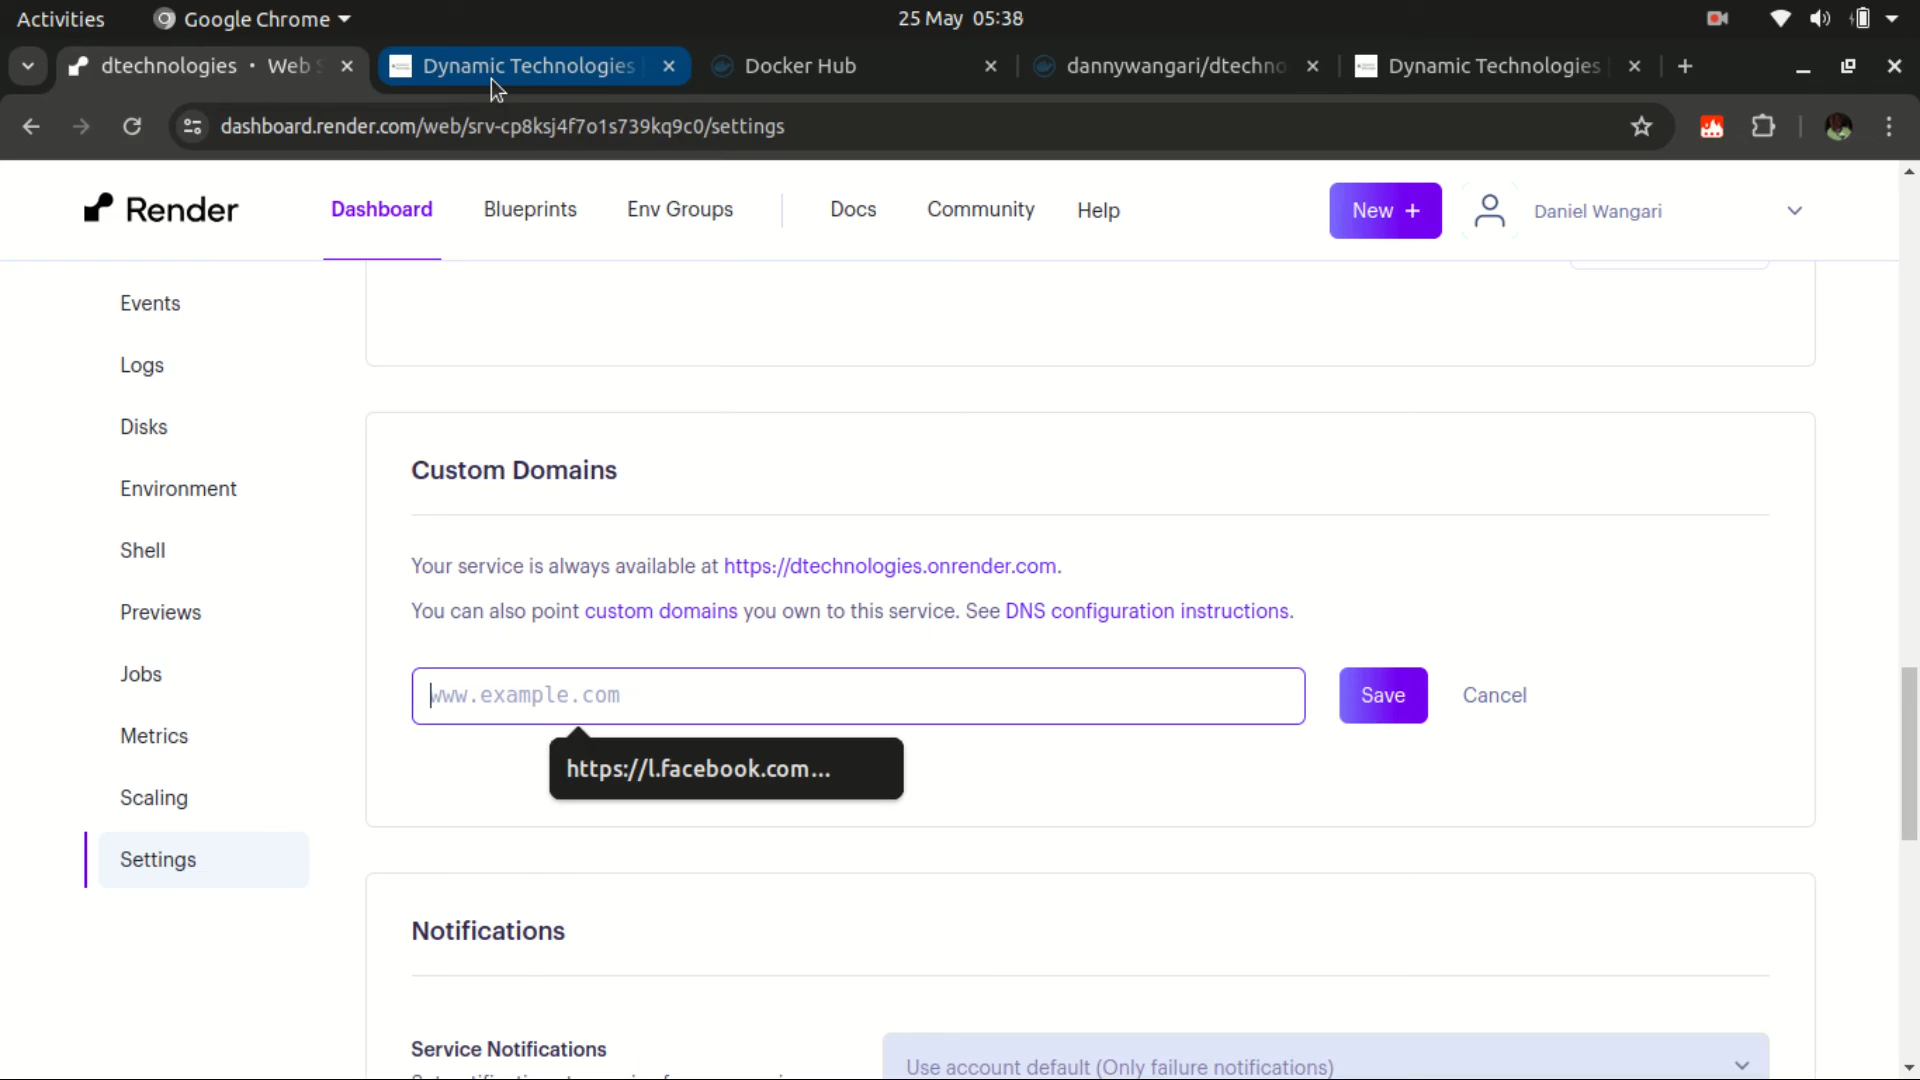 Activities Google Chrome 25 May 05:38
dtechnologies • Web S Dynamic Technologies Docker Hub dannywangari/dtechno Dynamic Technologies
dashboard.render.com/web/srv-cp8ksj4f7o1s739kq9c0/settings
Render Dashboard Blueprints Env Groups Docs Community Help New + Daniel Wangari
Events
Logs
Disks
Environment
Shell
Previews
Jobs
Metrics
Scaling
Settings
Custom Domains
Your service is always available at https://dtechnologies.onrender.com.
You can also point custom domains you own to this service. See DNS configuration instructions.
www.example.com Save Cancel
https://l.facebook.com...
Notifications
Service Notifications
Use account default (Only failure notifications)